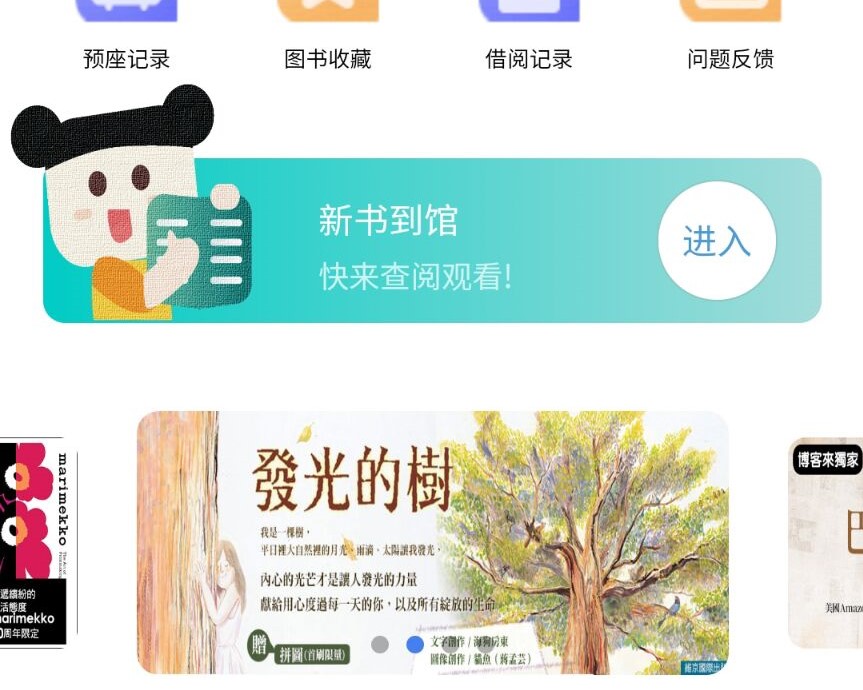 预座记录
图书收藏
借阅记录
问题反馈
新书到馆
快来查阅观看!
进入
marimekko
繽紛的
活態度
marimekko
周年限定
發光的樹
我是一棵樹，
平日裡大自然裡的月光、雨滴、太陽讓我發光，
內心的光芒才是讓人發光的力量
獻給用心度過每一天的你，以及所有綻放的生命
贈
拼圖(首刷限量)
文字創作 / 海狗房東
圖像創作 / 貓魚（蔣孟芸）
維京國際出
博客來獨家
巴
美國Amazo